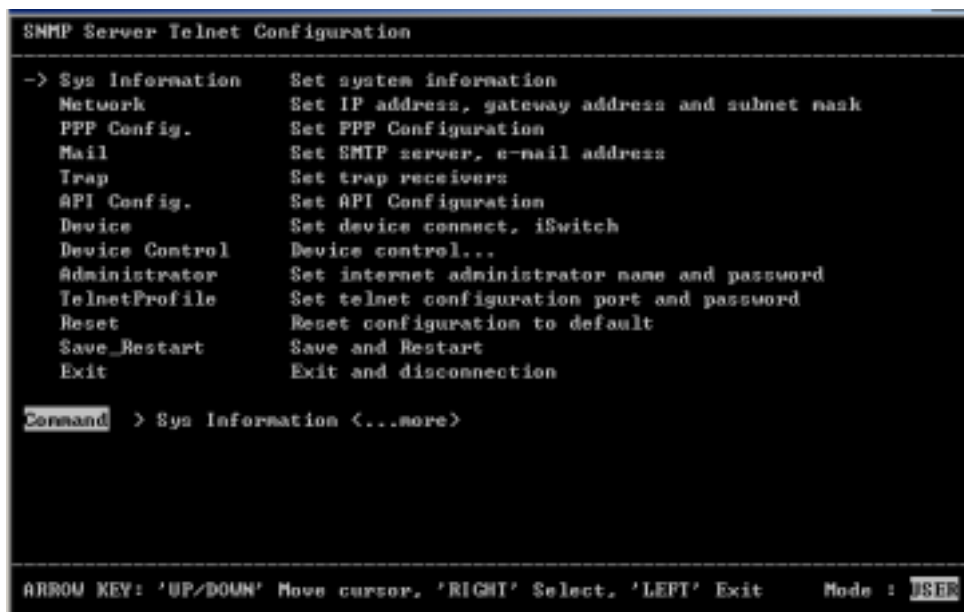 SNMP Server Telnet Configuration
-> Sys Information Set system information
Network Set IP address, gateway address and subnet mask
PPP Config. Set PPP Configuration
Mail Set SMTP server, e-mail address
Trap Set trap receivers
API Config. Set API Configuration
Device Set device connect, iSwitch
Device Control Device control...
Administrator Set internet administrator name and password
TelnetProfile Set telnet configuration port and password
Reset Reset configuration to default
Save_Restart Save and Restart
Exit Exit and disconnection
Command > Sys Information <...more>
ARROW KEY: 'UP/DOWN' Move cursor, 'RIGHT' Select, 'LEFT' Exit Mode : USER